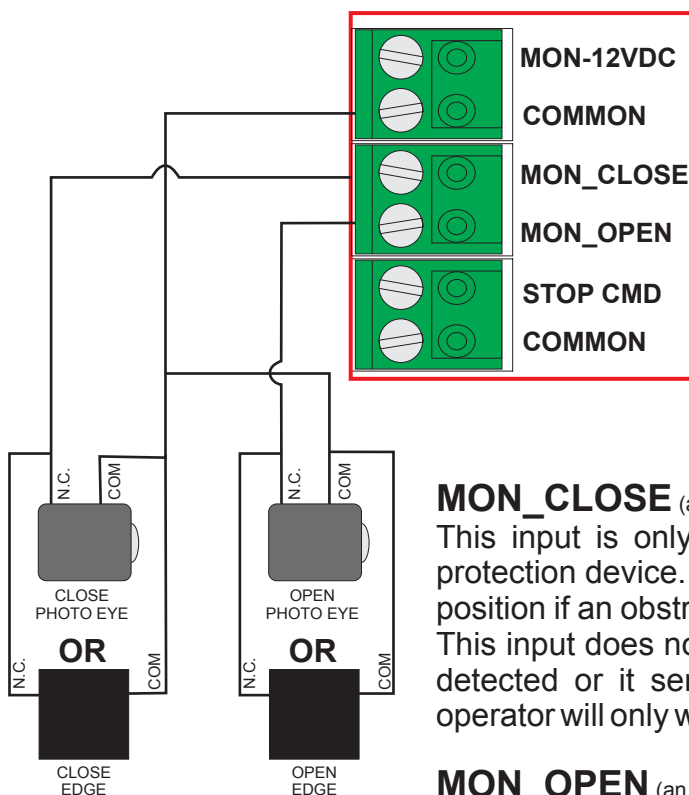 MON-12VDC
COMMON
MON_CLOSE
MON_OPEN
STOP CMD
COMMON
N.C.
COM
N.C.
COM
CLOSE
PHOTO EYE
OPEN
PHOTO EYE
OR
OR
N.C.
COM
N.C.
COM
CLOSE
EDGE
OPEN
EDGE
MON_CLOSE
This input is only
protection device.
position if an obstr
This input does no
detected or it ser
operator will only w
MON_OPEN (an